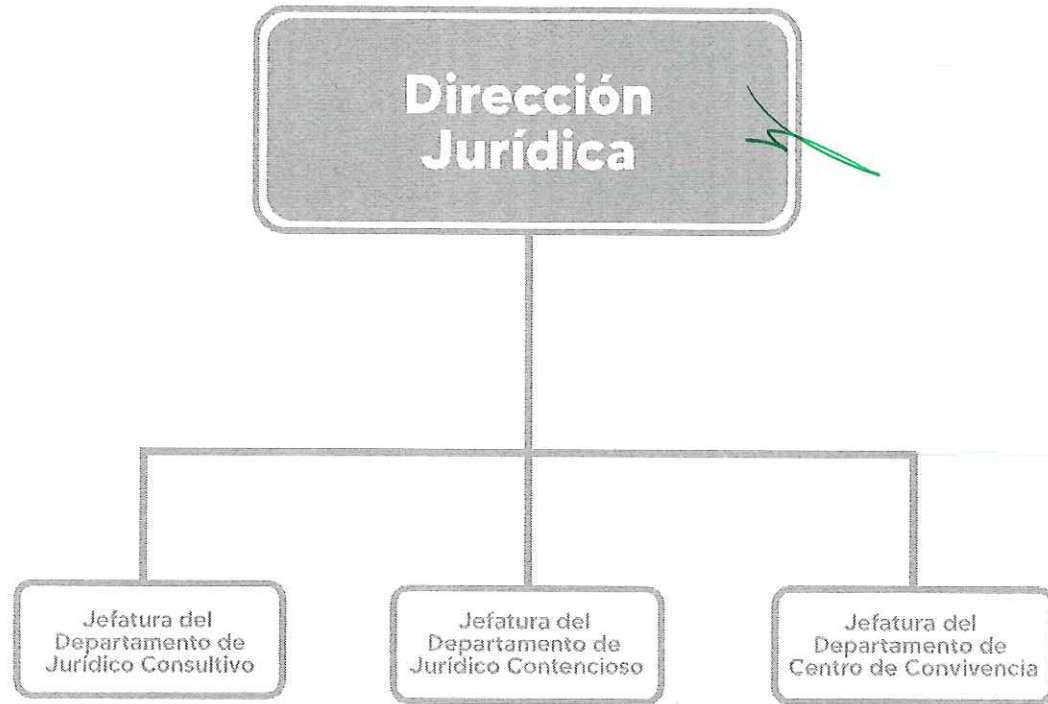 Dirección
Jurídica
Jefatura del
Departamento de
Jurídico Consultivo
Jefatura del
Departamento de
Jurídico Contencioso
Jefatura del
Departamento de
Centro de Convivencia